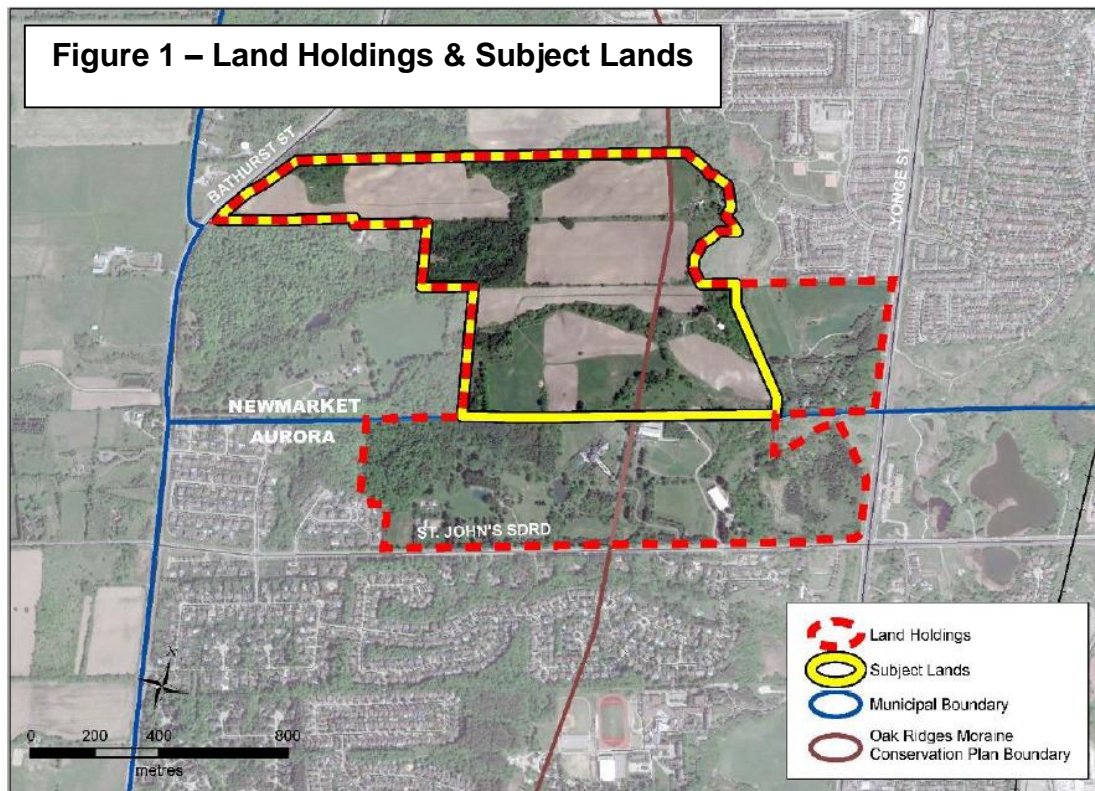 Figure 1 – Land Holdings & Subject Lands
BATHURST ST
YONGE ST
NEWMARKET
AURORA
ST. JOHN'S SDRD
N
0 200 400 800
metres
Land Holdings
Subject Lands
Municipal Boundary
Oak Ridges Moraine
Conservation Plan Boundary